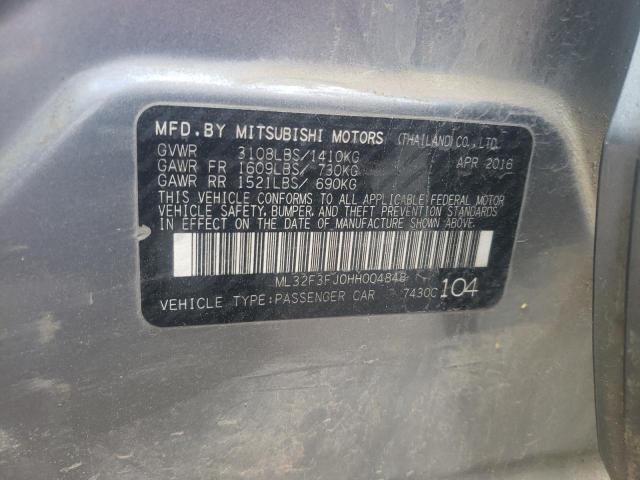 MFD.BY MITSUBISHI MOTORS (THAILAND)CO.,LTD.
GVWR 3108LBS/1410KG APR 2016
GAWR FR 1609LBS/ 730KG
GAWR RR 1521LBS/ 690KG
THIS VEHICLE CONFORMS TO ALL APPLICABLE FEDERAL MOTOR
VEHICLE SAFETY, BUMPER, AND THEFT PREVENTION STANDARDS
IN EFFECT ON THE DATE OF MANUFACTURE SHOWN ABOVE.
ML32F3FJ0HH004848
VEHICLE TYPE:PASSENGER CAR 7430C 104